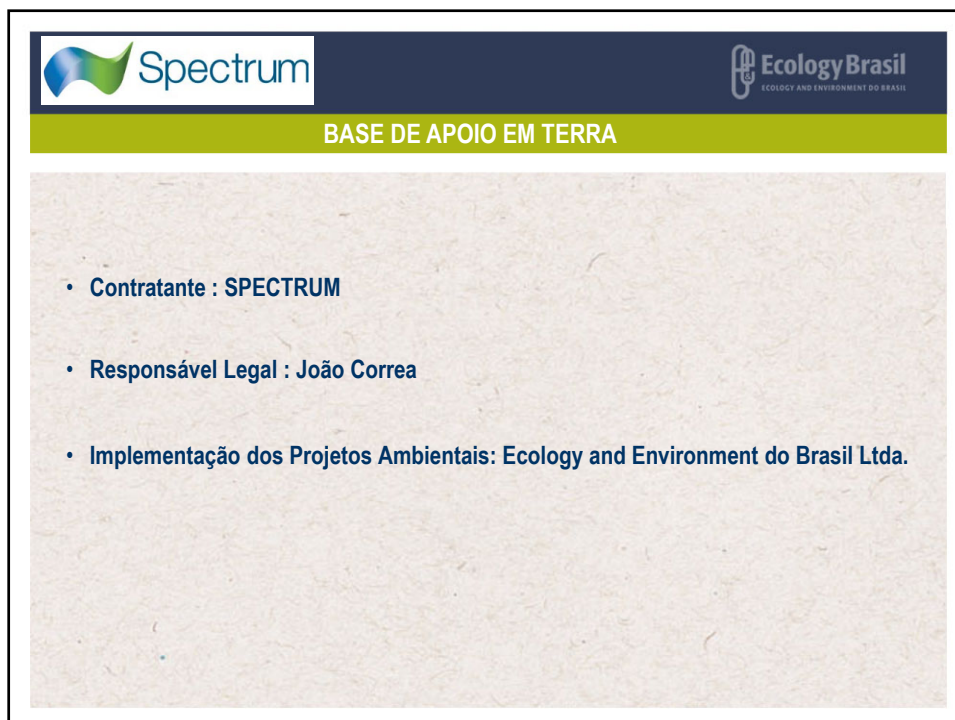 Spectrum
Ecology Brasil
ECOLOGY AND ENVIRONMENT DO BRASIL
BASE DE APOIO EM TERRA
• Contratante : SPECTRUM
• Responsável Legal : João Correa
• Implementação dos Projetos Ambientais: Ecology and Environment do Brasil Ltda.